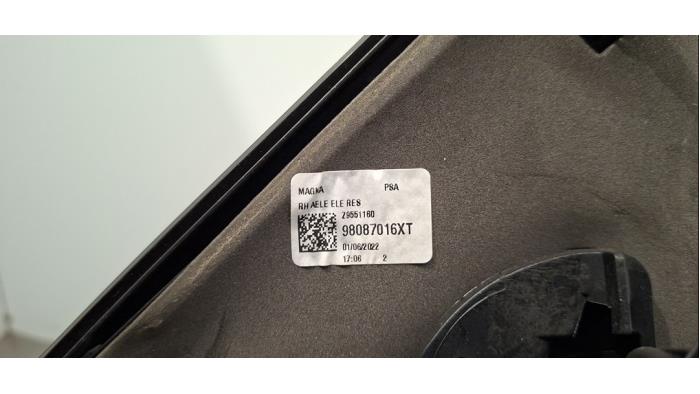 MAGNA PSA
RH AELE ELE RES
Z9551160
98087016XT
01/06/2022
17:06 2